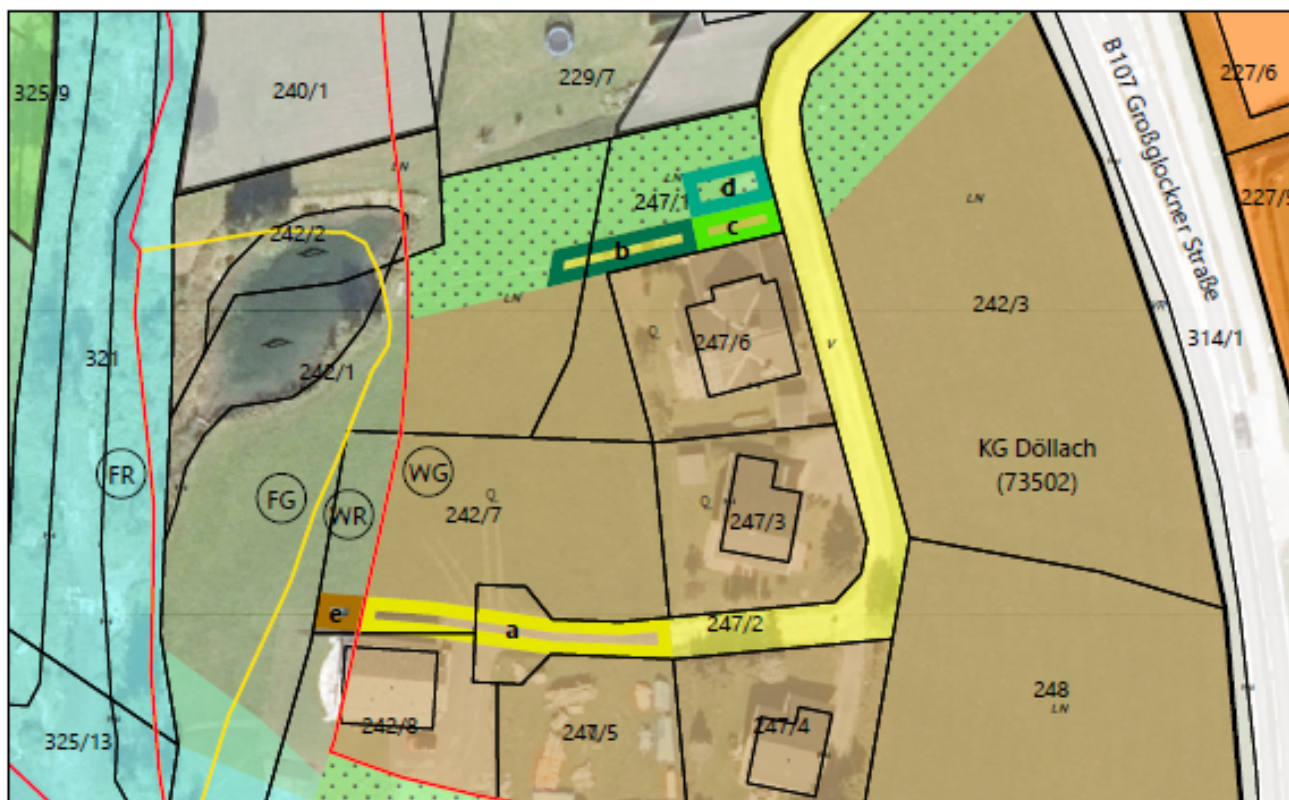 325/9
240/1
229/7
B107 Großglockner Straße
227/6
LN
LN
d
247/1
LN
227/5
242/2
c
b
LN
242/3
314/1
247/6
Q
V
321
242/1
KG Döllach
(73502)
FR
WG
FG
WR
Q
242/7
Q
247/3
e
a
247/2
248
LN
242/8
247/5
247/4
325/13